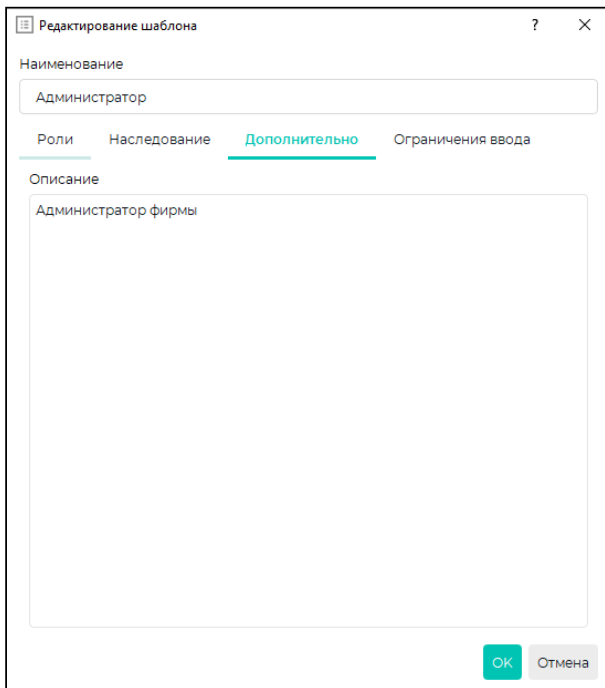 Редактирование шаблона ?
Наименование
Администратор
Роли Наследование Дополнительно Ограничения ввода
Описание
Администратор фирмы
OK Отмена